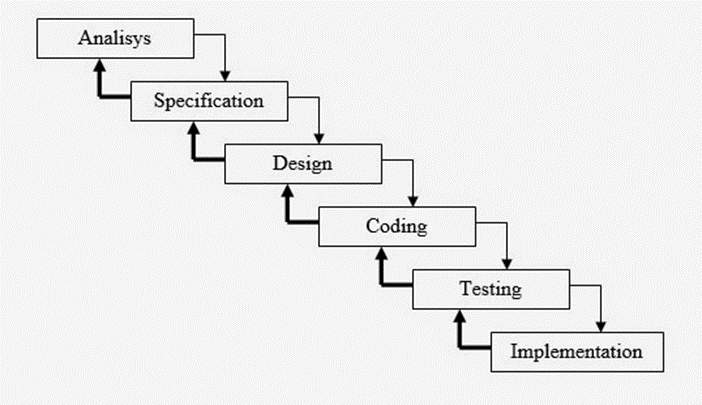 Analisys
Specification
Design
Coding
Testing
Implementation